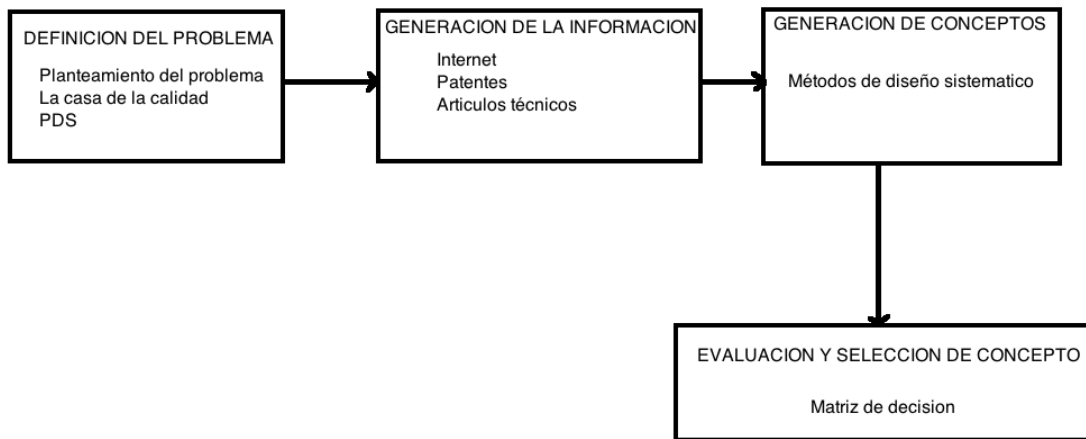 DEFINICION DEL PROBLEMA
Planteamiento del problema
La casa de la calidad
PDS
GENERACION DE LA INFORMACION
Internet
Patentes
Articulos técnicos
GENERACION DE CONCEPTOS
Métodos de diseño sistematico
EVALUACION Y SELECCION DE CONCEPTO
Matriz de decision